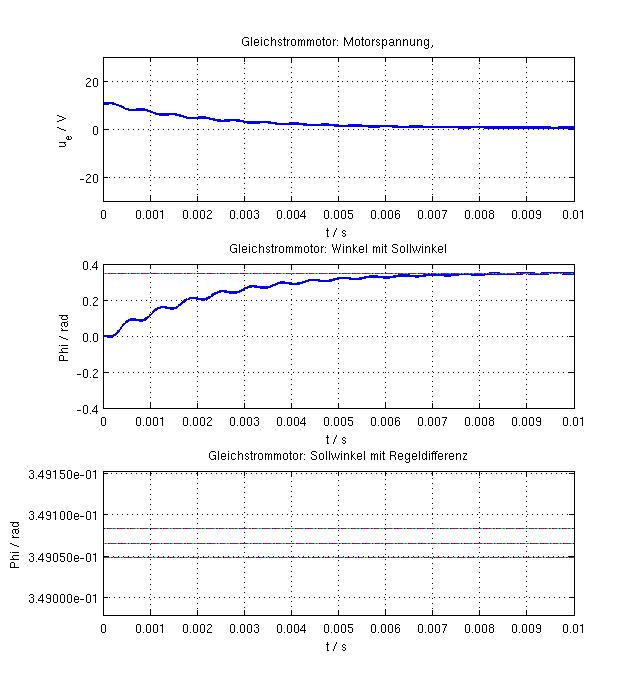 Gleichstrommotor: Motorspannung,
20
0
-20
u_e / V
0 0.001 0.002 0.003 0.004 0.005 0.006 0.007 0.008 0.009 0.01
t / s
Gleichstrommotor: Winkel mit Sollwinkel
0.4
0.2
0.0
-0.2
-0.4
Phi / rad
0 0.001 0.002 0.003 0.004 0.005 0.006 0.007 0.008 0.009 0.01
t / s
Gleichstrommotor: Sollwinkel mit Regeldifferenz
3.49150e-01
3.49100e-01
3.49050e-01
3.49000e-01
Phi / rad
0 0.001 0.002 0.003 0.004 0.005 0.006 0.007 0.008 0.009 0.01
t / s